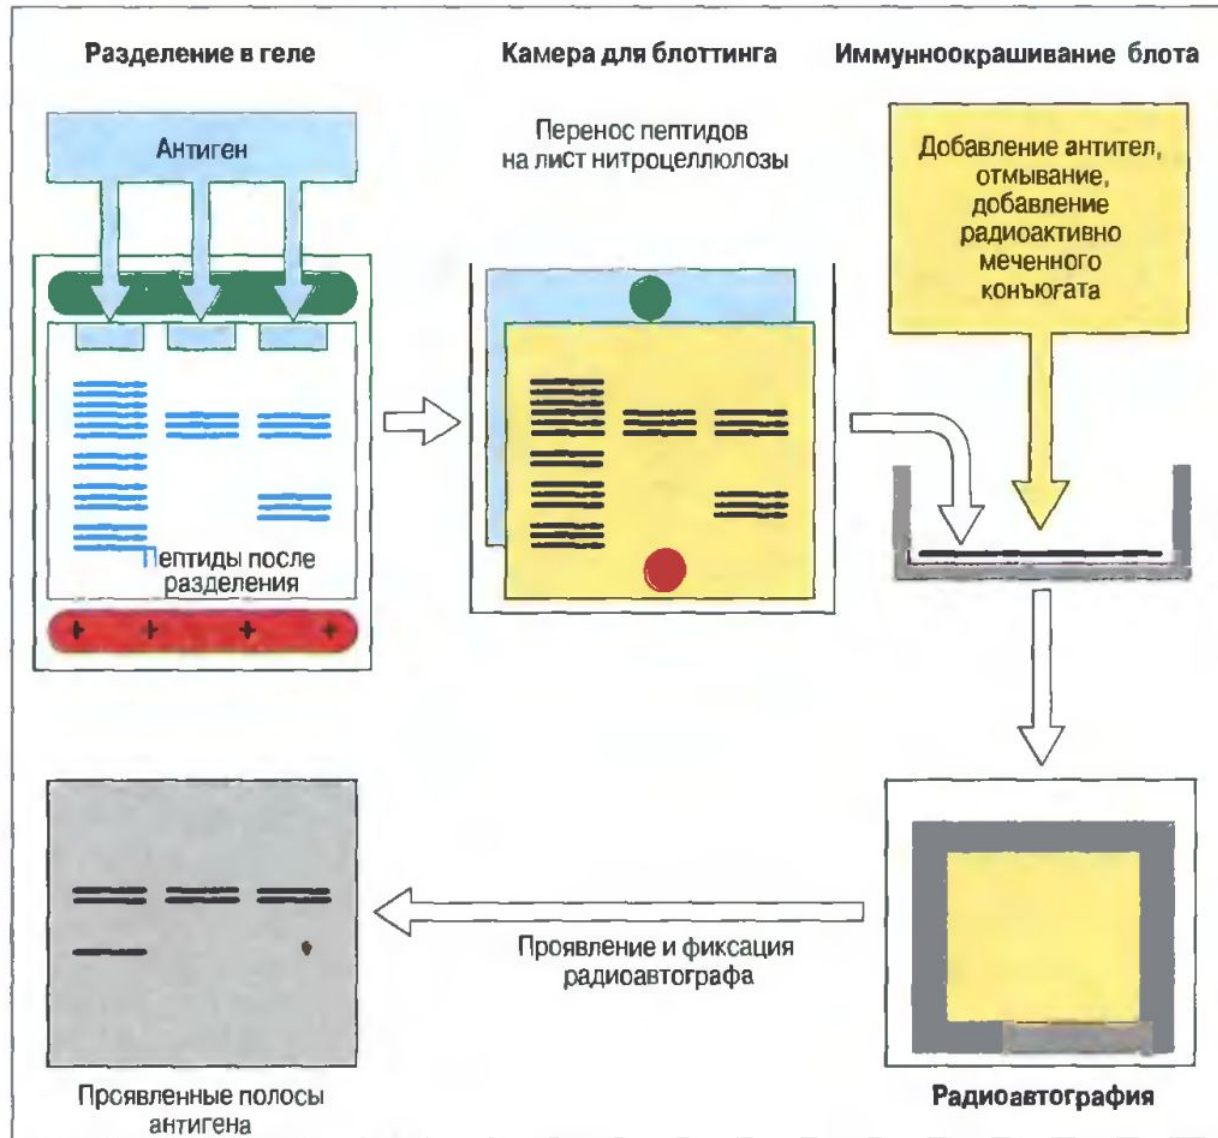 Разделение в геле
Камера для блоттинга
Иммунноокрашивание блота
Антиген
Перенос пептидов
на лист нитроцеллюлозы
Добавление антител,
отмывание,
добавление
радиоактивно
меченного
конъюгата
Пептиды после
разделения
+ + + +
Проявление и фиксация
радиоавтографа
Проявленные полосы
антигена
Радиоавтография